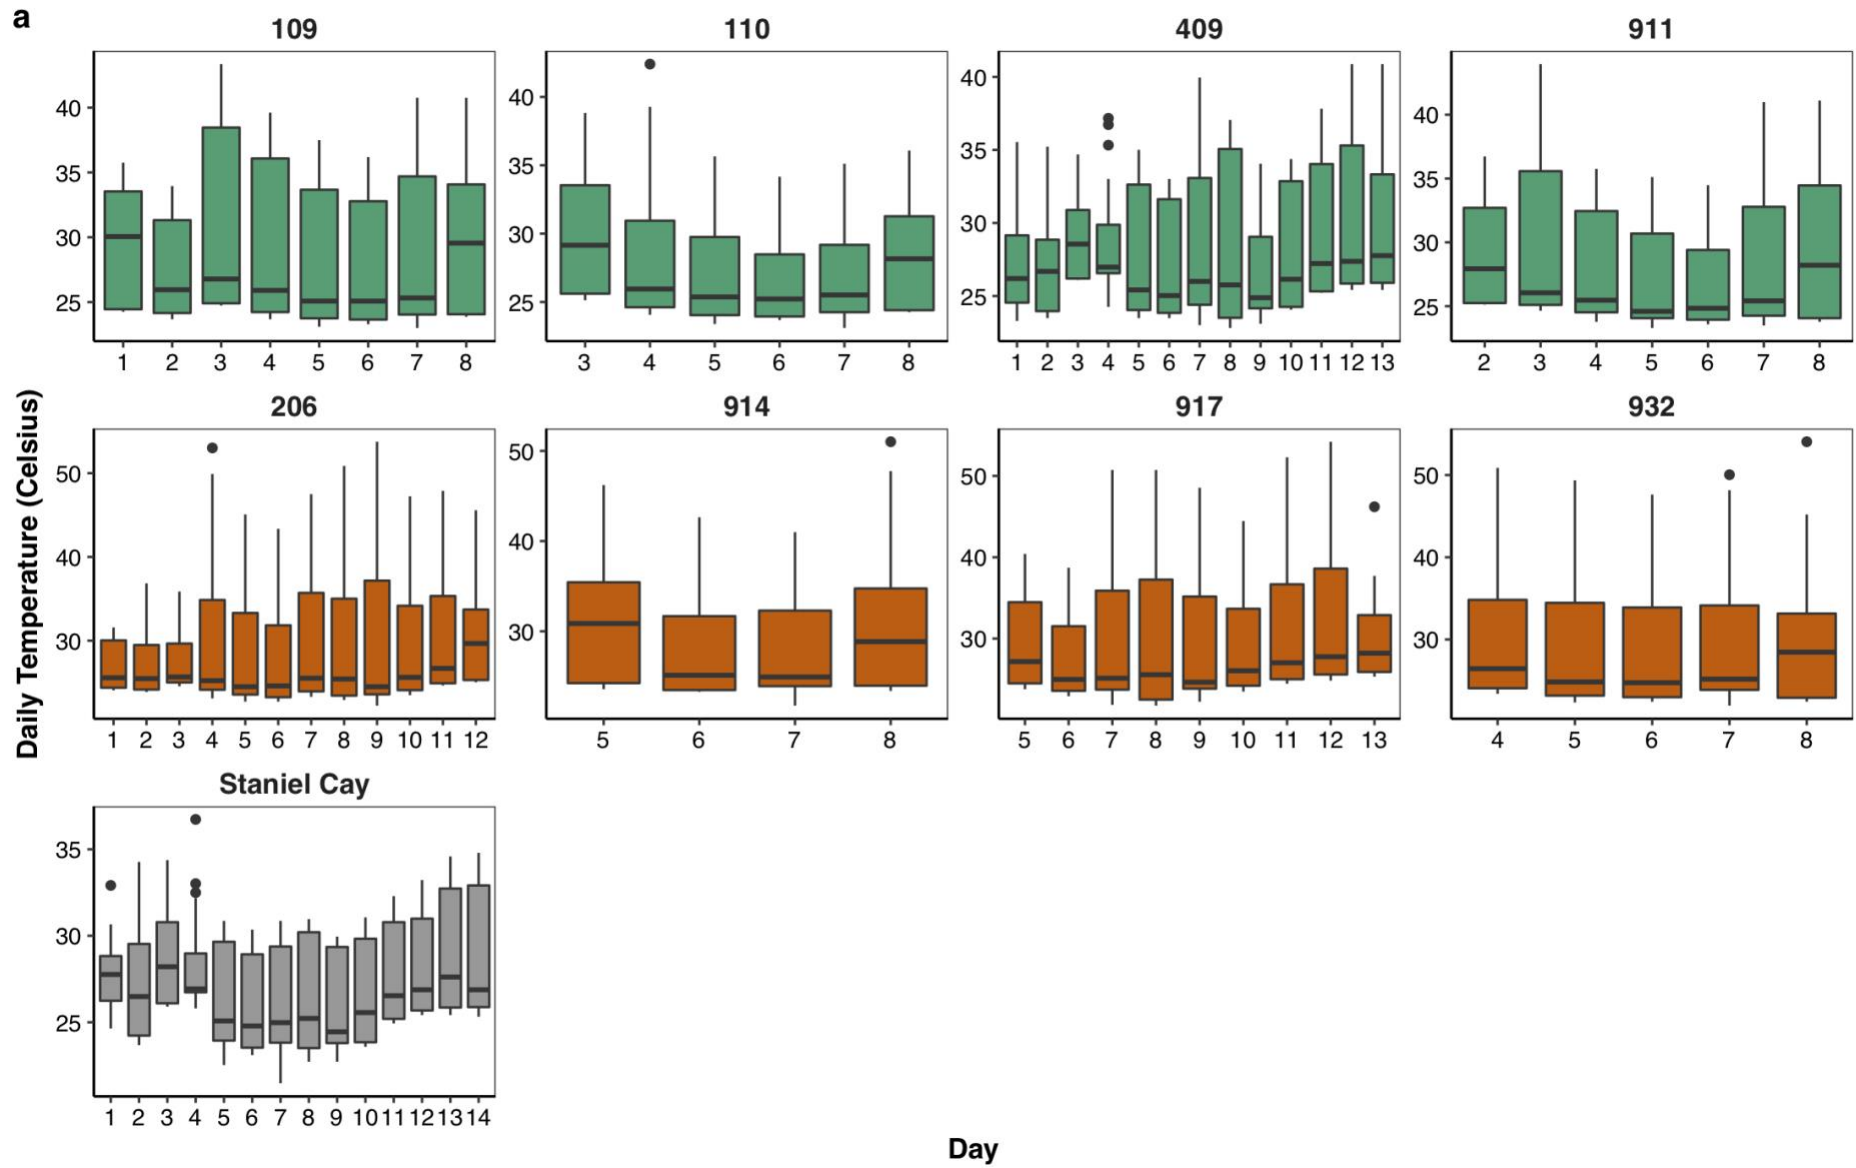 a
109 110 409 911
40
35
30
25
1 2 3 4 5 6 7 8
40
35
30
25
3 4 5 6 7 8
40
35
30
25
1 2 3 4 5 6 7 8 9 10 11 12 13
40
35
30
25
2 3 4 5 6 7 8
Daily Temperature (Celsius)
206 914 917 932
50
40
30
1 2 3 4 5 6 7 8 9 10 11 12
50
40
30
5 6 7 8
50
40
30
5 6 7 8 9 10 11 12 13
50
40
30
4 5 6 7 8
Staniel Cay
35
30
25
1 2 3 4 5 6 7 8 9 10 11 12 13 14
Day